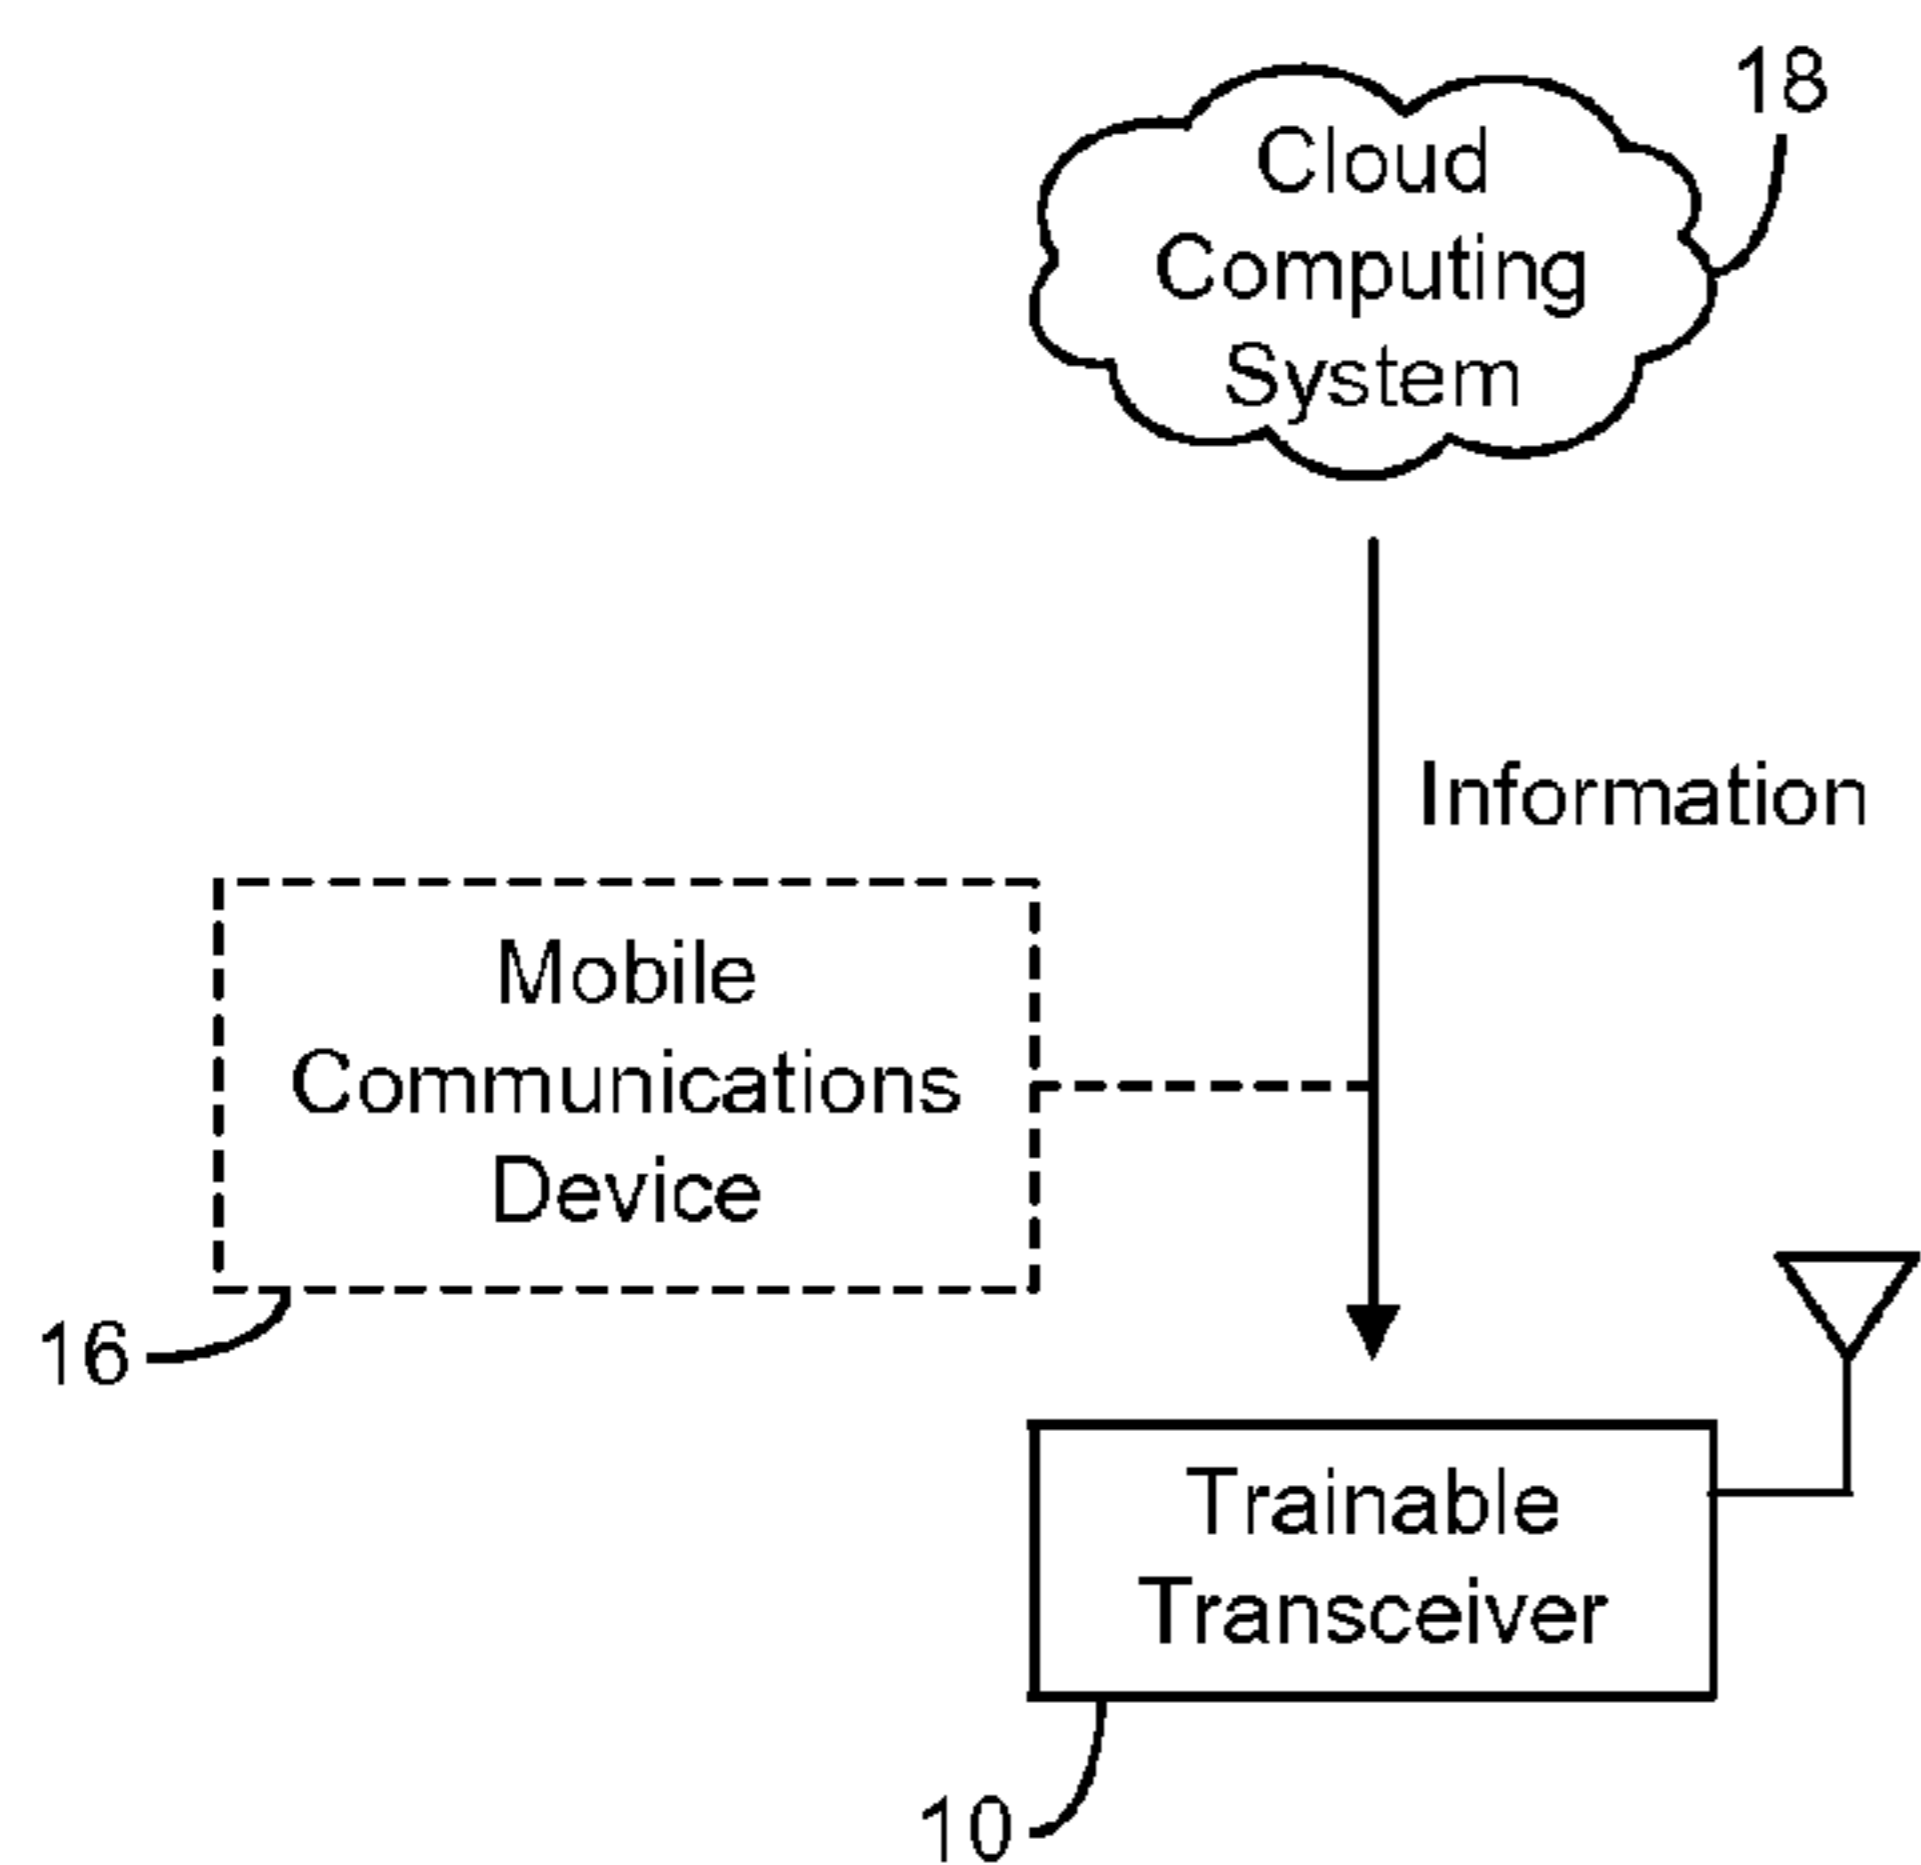 18
Cloud
Computing
System
Information
Mobile
Communications
Device
16
Trainable
Transceiver
10